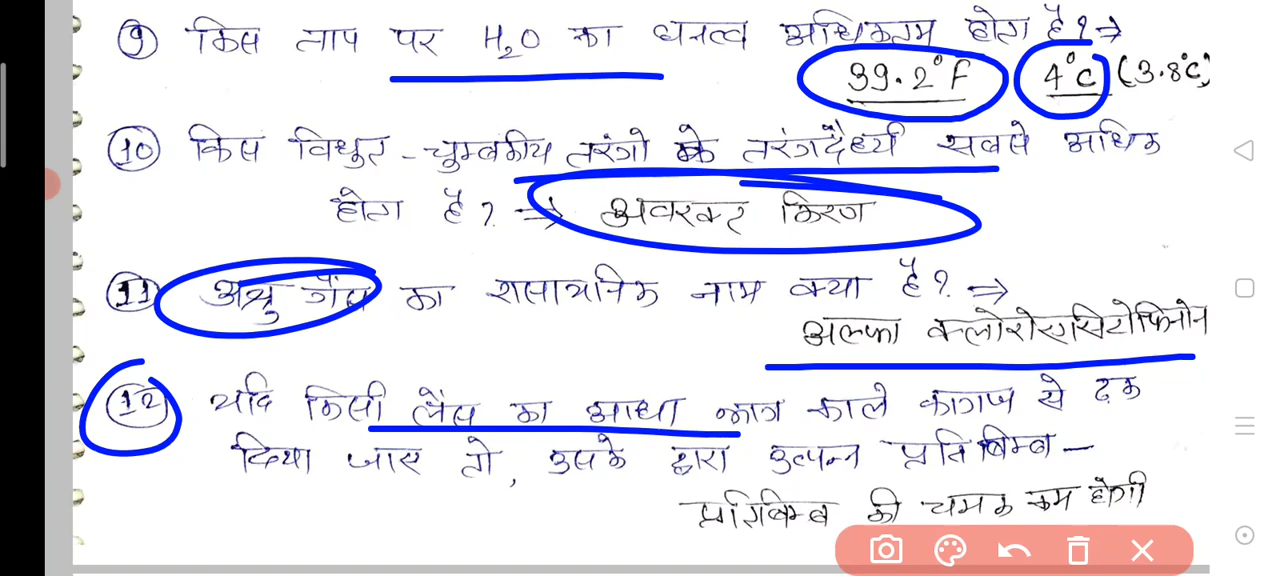 ⑨ किस ताप पर H₂O का घनत्व अधिकतम होता है? ⇒
39.2°F 4°C (3.8°C)
⑩ किस विधुत - चुम्बकीय तरंगो के तरंगदैर्ध्य सबसे अधिक
होता है? ⇒ अवरक्त किरण
⑪ अश्रु गैस का रासायनिक नाम क्या है? ⇒
अल्फा क्लोरोएसिटोफिनोन
⑫ यदि किसी लेंस का आधा भाग काले कागज से ढक
दिया जाए तो, उसके द्वारा उत्पन्न प्रतिबिम्ब —
प्रतिबिम्ब की चमक कम होगी